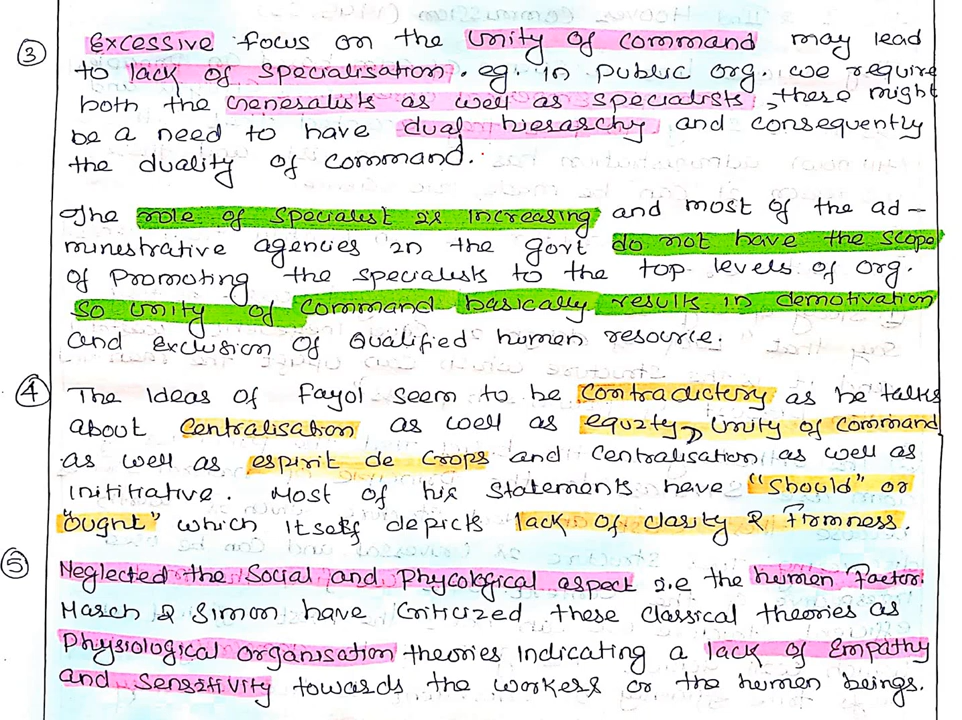 ③ Excessive focus on the unity of command may lead
to lack of specialisation. eg. in public org. we require
both the Generalists as well as specialists, there might
be a need to have dual hierarchy and consequently
the duality of command.
The role of Specialist is increasing and most of the ad-
ministrative agencies in the govt do not have the scope
of Promoting the specialists to the top levels of org.
so unity of command basically results in demotivation
and exclusion of Qualified human resource.
④ The Ideas of Fayol seem to be contradictory as he talks
about centralisation as well as equity, unity of command
as well as espirit de crops and centralisation as well as
inititiative. Most of his statements have "should" or
"ought" which itself depicts lack of clarity & Firmness.
⑤ Neglected the Social and Phycological aspect i.e the human Factor.
March & Simon have criticized these classical theories as
Physiological organisation theories indicating a lack of Empathy
and Sensitivity towards the workers or the human beings.